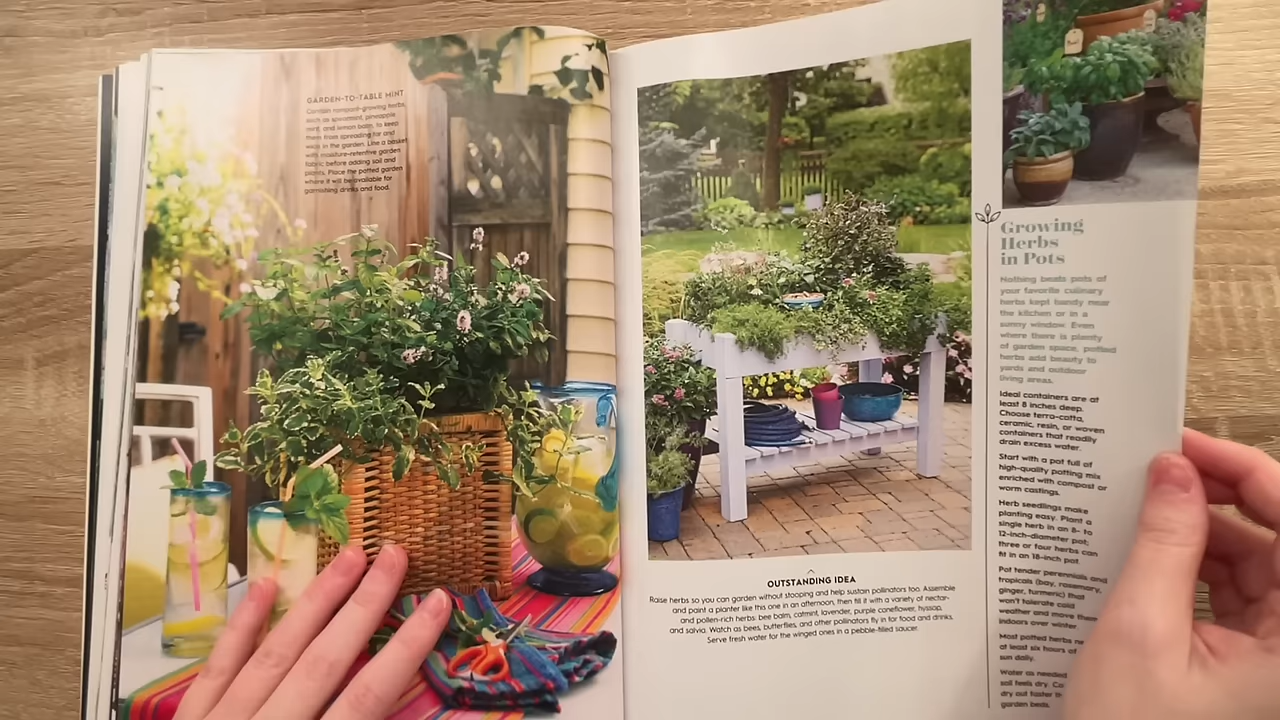 GARDEN-TO-TABLE MINT
Contain rampant-growing herbs,
such as spearmint, pineapple
mint, and lemon balm, to keep
them from spreading far and
wide in the garden. Line a basket
with moisture-retentive garden
fabric before adding soil and
plants. Place the potted garden
where it will be available for
garnishing drinks and food.
OUTSTANDING IDEA
Raise herbs so you can garden without stooping and help sustain pollinators too. Assemble
and paint a planter like this one in an afternoon, then fill it with a variety of nectar-
and pollen-rich herbs: bee balm, catmint, lavender, purple coneflower, hyssop,
and salvia. Watch as bees, butterflies, and other pollinators fly in for food and drinks.
Serve fresh water for the winged ones in a pebble-filled saucer.
Growing
Herbs
in Pots
Nothing beats pots of
your favorite culinary
herbs kept handy near
the kitchen or in a
sunny window. Even
where there is plenty
of garden space, potted
herbs add beauty to
yards and outdoor
living areas.
Ideal containers are at
least 8 inches deep.
Choose terra-cotta,
ceramic, resin, or woven
containers that readily
drain excess water.
Start with a pot full of
high-quality potting mix
enriched with compost or
worm castings.
Herb seedlings make
planting easy. Plant a
single herb in an 8- to
12-inch-diameter pot;
three or four herbs can
fit in an 18-inch pot.
Pot tender perennials and
tropicals (bay, rosemary,
ginger, turmeric) that
won't tolerate cold
weather and move them
indoors over winter.
Most potted herbs ne
at least six hours of
sun daily.
Water as needed
soil feels dry. Co
dry out faster th
garden beds.